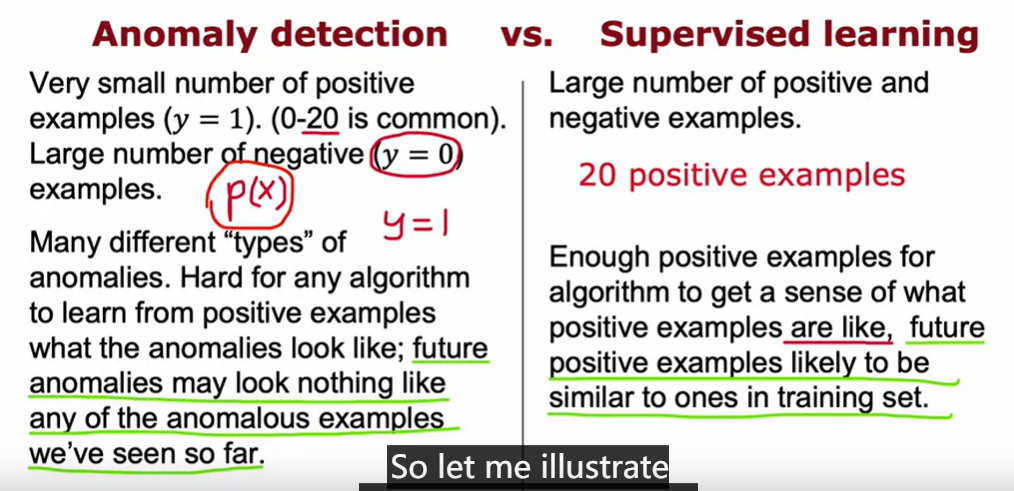 Anomaly detection vs. Supervised learning
Very small number of positive
examples (y = 1). (0-20 is common).
Large number of negative (y = 0)
examples.
p(x)
y=1
Many different “types” of
anomalies. Hard for any algorithm
to learn from positive examples
what the anomalies look like; future
anomalies may look nothing like
any of the anomalous examples
we’ve seen so far.
Large number of positive and
negative examples.
20 positive examples
Enough positive examples for
algorithm to get a sense of what
positive examples are like, future
positive examples likely to be
similar to ones in training set.
So let me illustrate